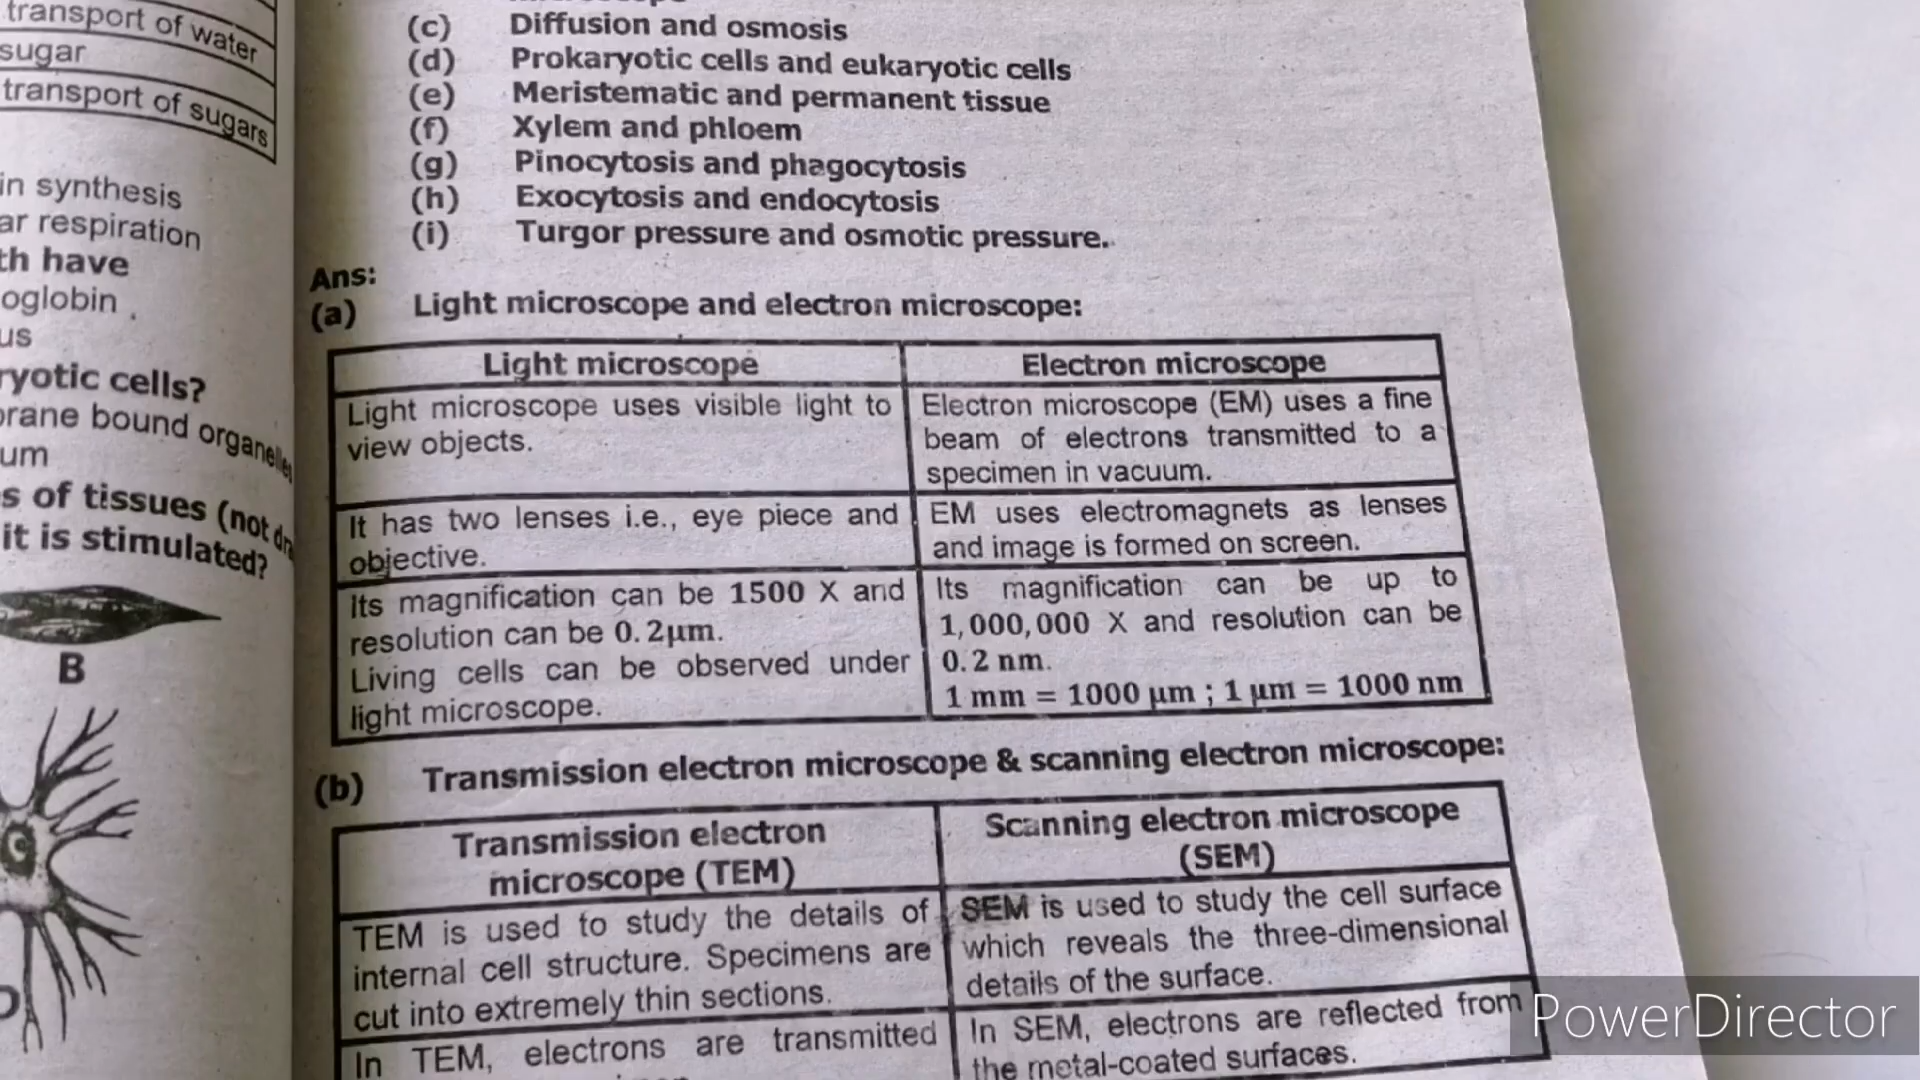 transport of water
sugar
transport of sugars
in synthesis
ar respiration
th have
oglobin
us
ryotic cells?
brane bound organelles
um
s of tissues (not
it is stimulated?
B
(c) Diffusion and osmosis
(d) Prokaryotic cells and eukaryotic cells
(e) Meristematic and permanent tissue
(f) Xylem and phloem
(g) Pinocytosis and phagocytosis
(h) Exocytosis and endocytosis
(i) Turgor pressure and osmotic pressure.
Ans:
(a) Light microscope and electron microscope:
Light microscope
Light microscope uses visible light to
view objects.
Electron microscope
Electron microscope (EM) uses a fine
beam of electrons transmitted to a
specimen in vacuum.
It has two lenses i.e., eye piece and
objective.
EM uses electromagnets as lenses
and image is formed on screen.
Its magnification can be 1500 X and
resolution can be 0.2µm.
Living cells can be observed under
light microscope.
Its magnification can be up to
1,000,000 X and resolution can be
0.2 nm.
1 mm = 1000 µm ; 1 µm = 1000 nm
(b) Transmission electron microscope & scanning electron microscope:
Transmission electron
microscope (TEM)
Scanning electron microscope
(SEM)
TEM is used to study the details of
internal cell structure. Specimens are
cut into extremely thin sections.
SEM is used to study the cell surface
which reveals the three-dimensional
details of the surface.
In TEM, electrons are transmitted
In SEM, electrons are reflected from
the metal-coated surfaces.
PowerDirector